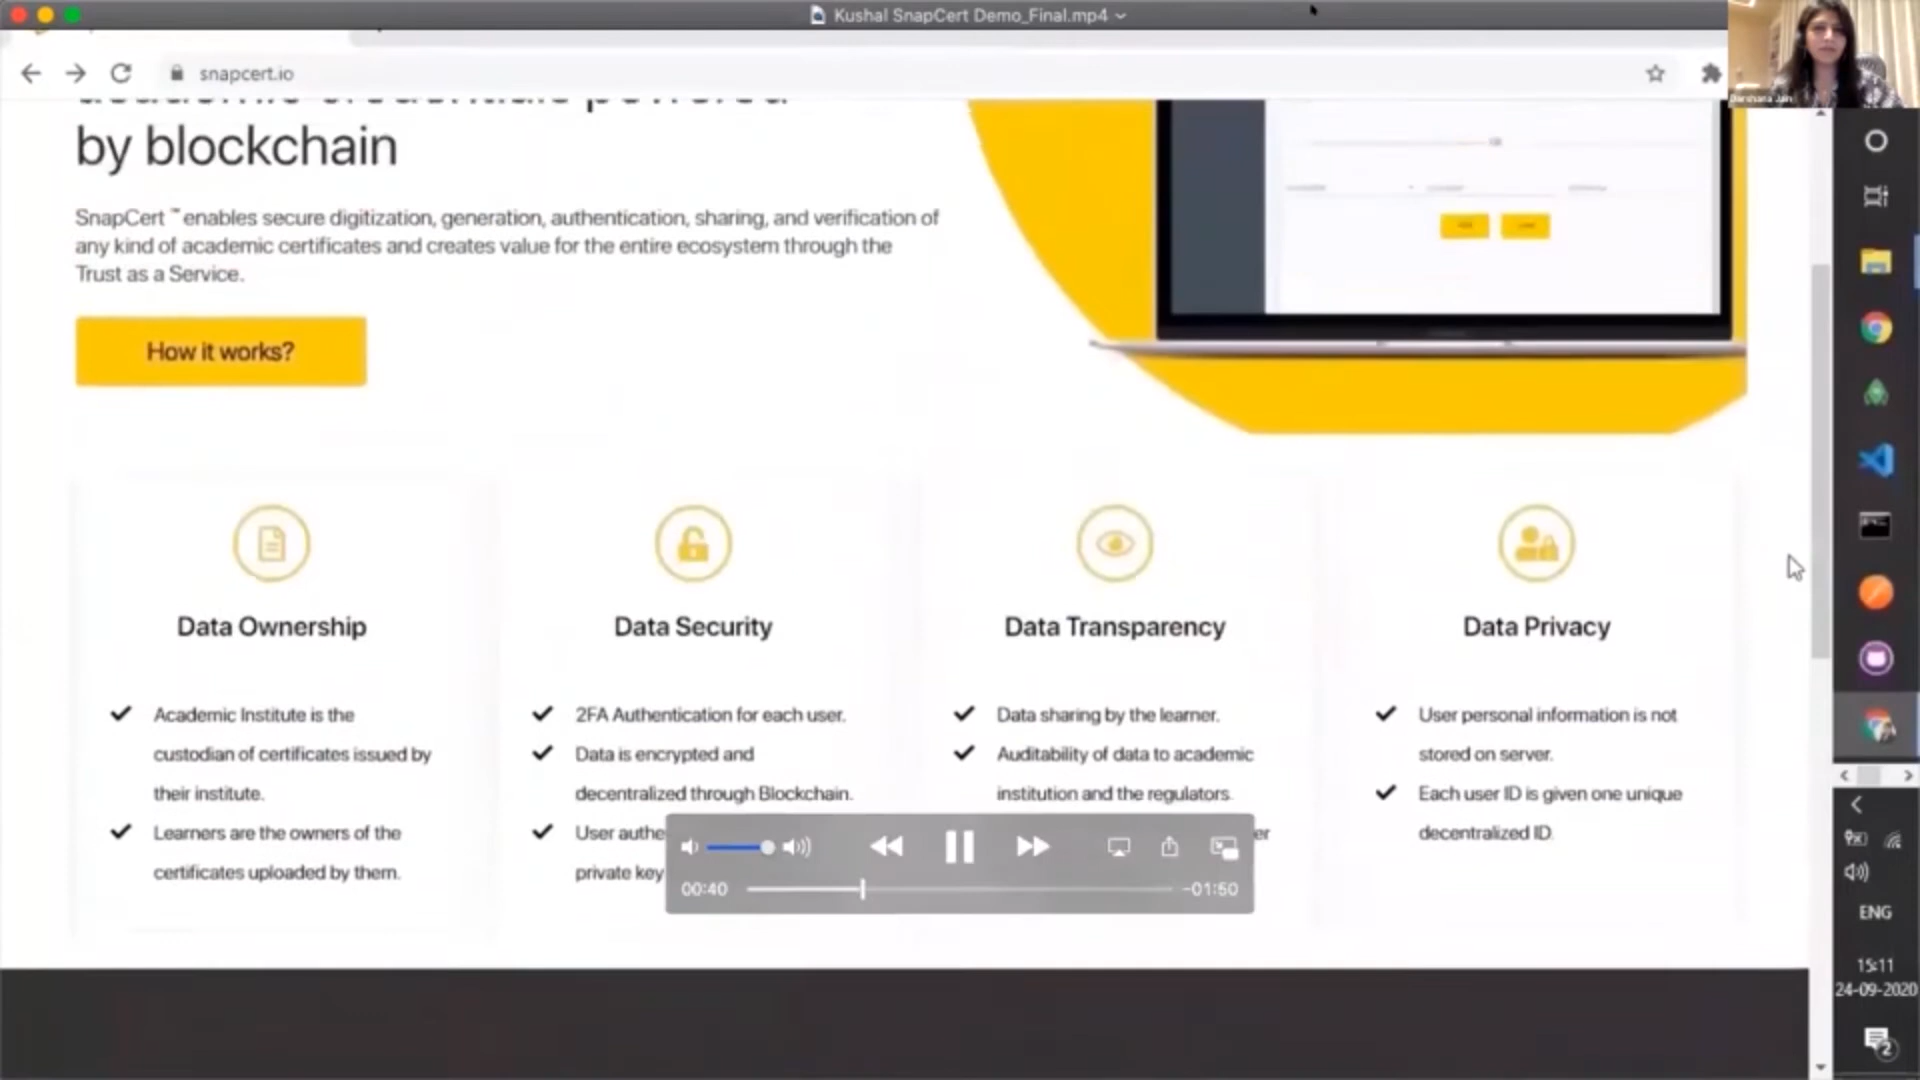 Kushal SnapCert Demo_Final.mp4
snapcert.io
Darshana Jain
by blockchain
SnapCert ™ enables secure digitization, generation, authentication, sharing, and verification of
any kind of academic certificates and creates value for the entire ecosystem through the
Trust as a Service.
How it works?
Data Ownership
Academic Institute is the
custodian of certificates issued by
their institute.
Learners are the owners of the
certificates uploaded by them.
Data Security
2FA Authentication for each user.
Data is encrypted and
decentralized through Blockchain.
User authe
private key
Data Transparency
Data sharing by the learner.
Auditability of data to academic
institution and the regulators.
er
Data Privacy
User personal information is not
stored on server.
Each user ID is given one unique
decentralized ID.
00:40
-01:50
ENG
15:11
24-09-2020
2